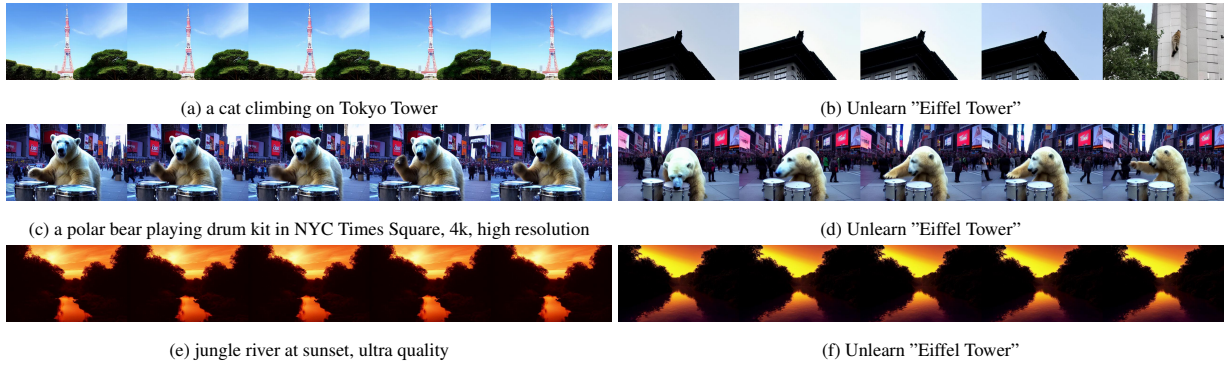 (a) a cat climbing on Tokyo Tower
(b) Unlearn ”Eiffel Tower”
(c) a polar bear playing drum kit in NYC Times Square, 4k, high resolution
(d) Unlearn ”Eiffel Tower”
(e) jungle river at sunset, ultra quality
(f) Unlearn ”Eiffel Tower”